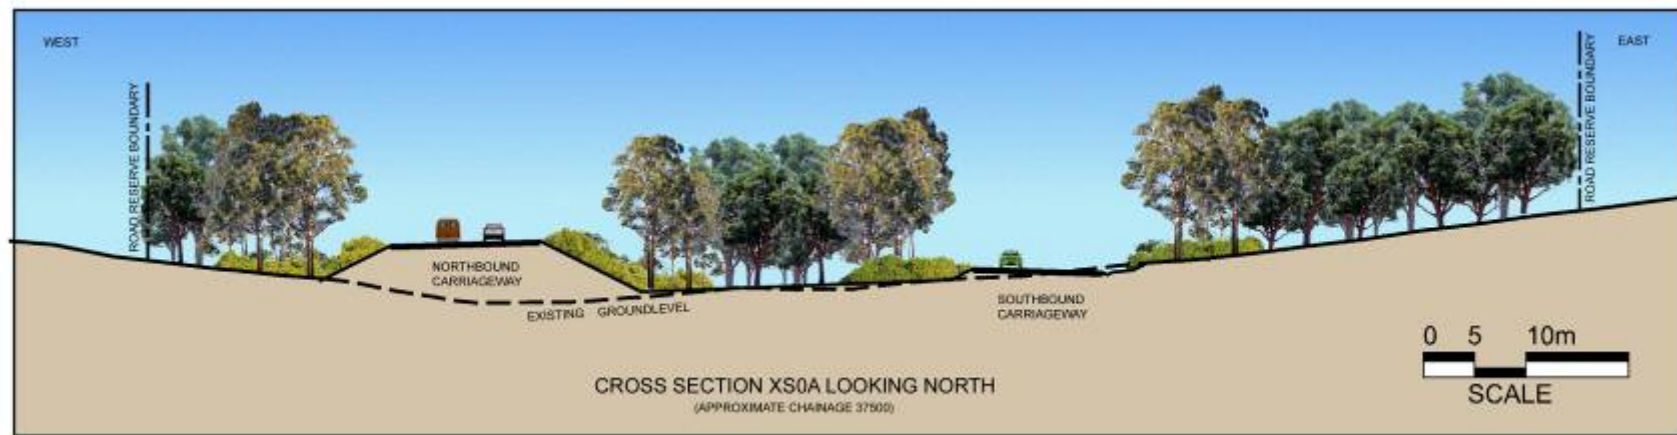 WEST
EAST
ROAD RESERVE BOUNDARY
ROAD RESERVE BOUNDARY
NORTHBOUND
CARRIAGEWAY
EXISTING GROUNDLEVEL
SOUTHBOUND
CARRIAGEWAY
0 5 10m
SCALE
CROSS SECTION XS0A LOOKING NORTH
(APPROXIMATE CHAINAGE 37500)